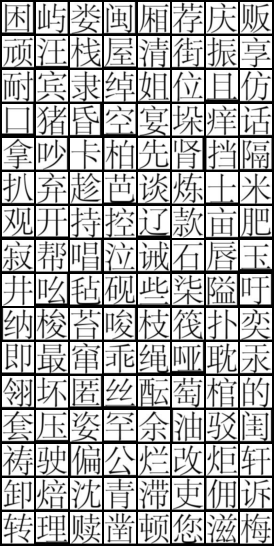 困屿娄闽厢荐庆贩
顽汪栈屋清街振享
耐宾隶绰姐位旦仿
口猪昏空宴垛痒话
拿吵卡柏先肾挡隔
扒弃趁芭谈炼土米
观开持控辽款亩肥
寂帮唱泣诫石唇玉
井吆毡砚些柒隘吁
纳梭苔唆枝筏扑奕
即最窜乖绳哑耽汞
翎坏匿丝酝萄棺的
套压姿罕余油驳闺
祷驶偏公烂改炬轩
卸焙沈青滞吏佣诉
转理赎凿顿您滋梅